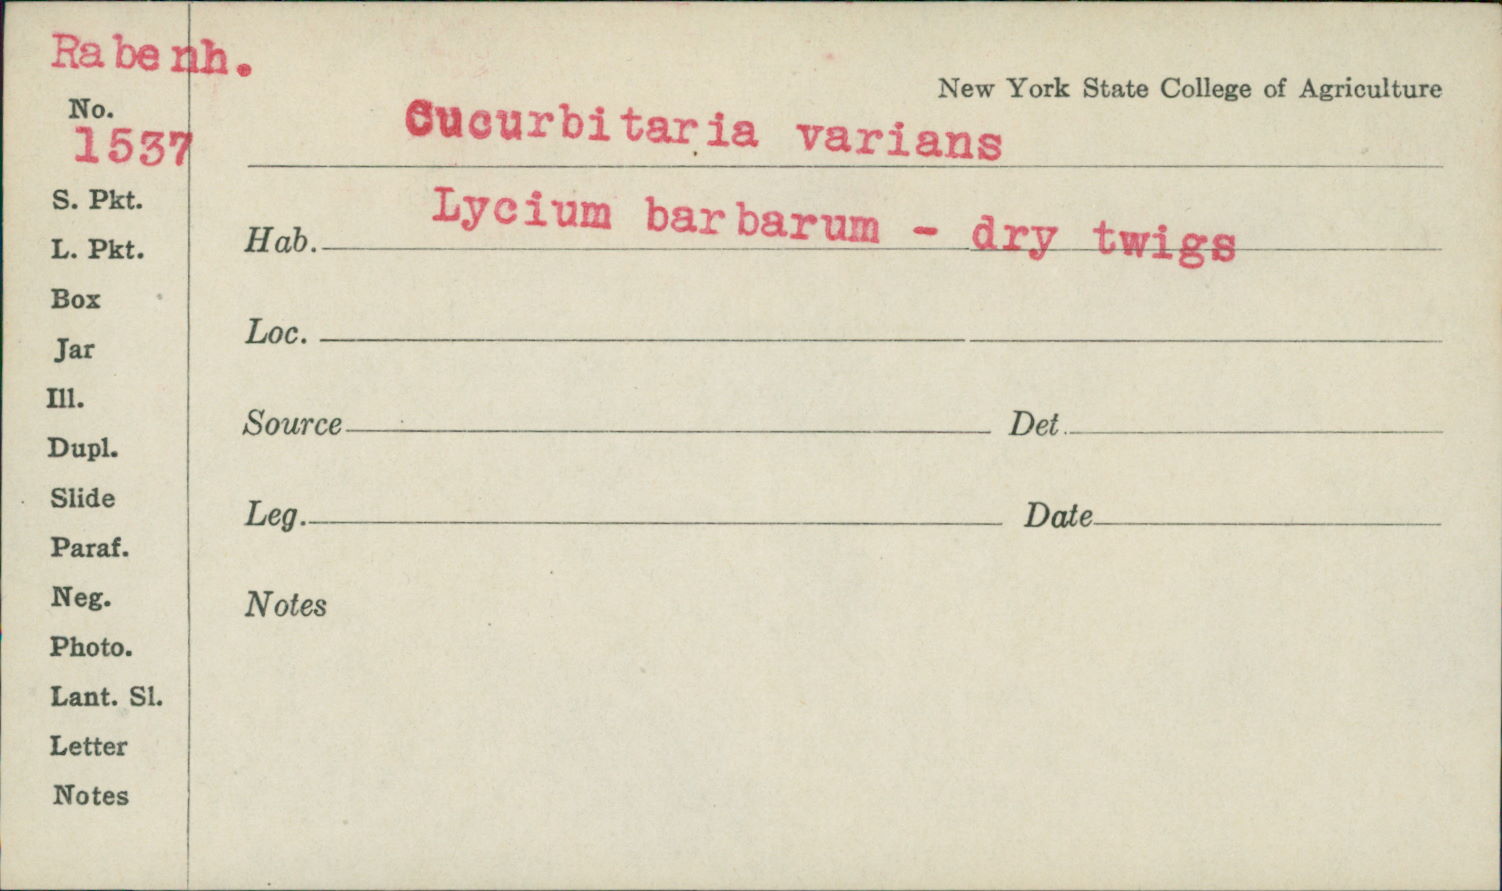 Rabenh.
New York State College of Agriculture
No.
1537
Cucurbitaria varians
Hab. Lycium barbarum - dry twigs
S. Pkt.
L. Pkt.
Box
Loc.
Jar
Ill.
Source Det.
Dupl.
Slide
Leg. Date
Paraf.
Neg.
Notes
Photo.
Lant. Sl.
Letter
Notes